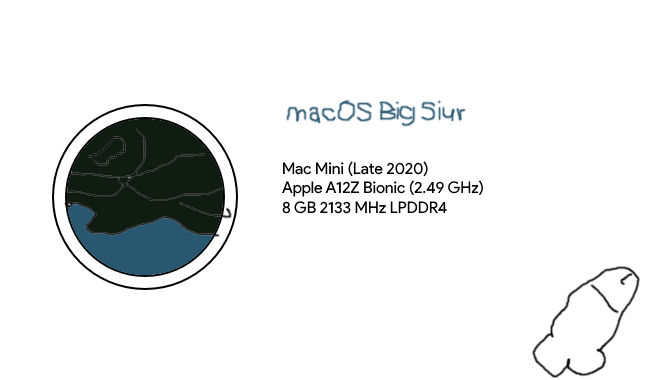 macOS Big Siur
Mac Mini (Late 2020)
Apple A12Z Bionic (2.49 GHz)
8 GB 2133 MHz LPDDR4